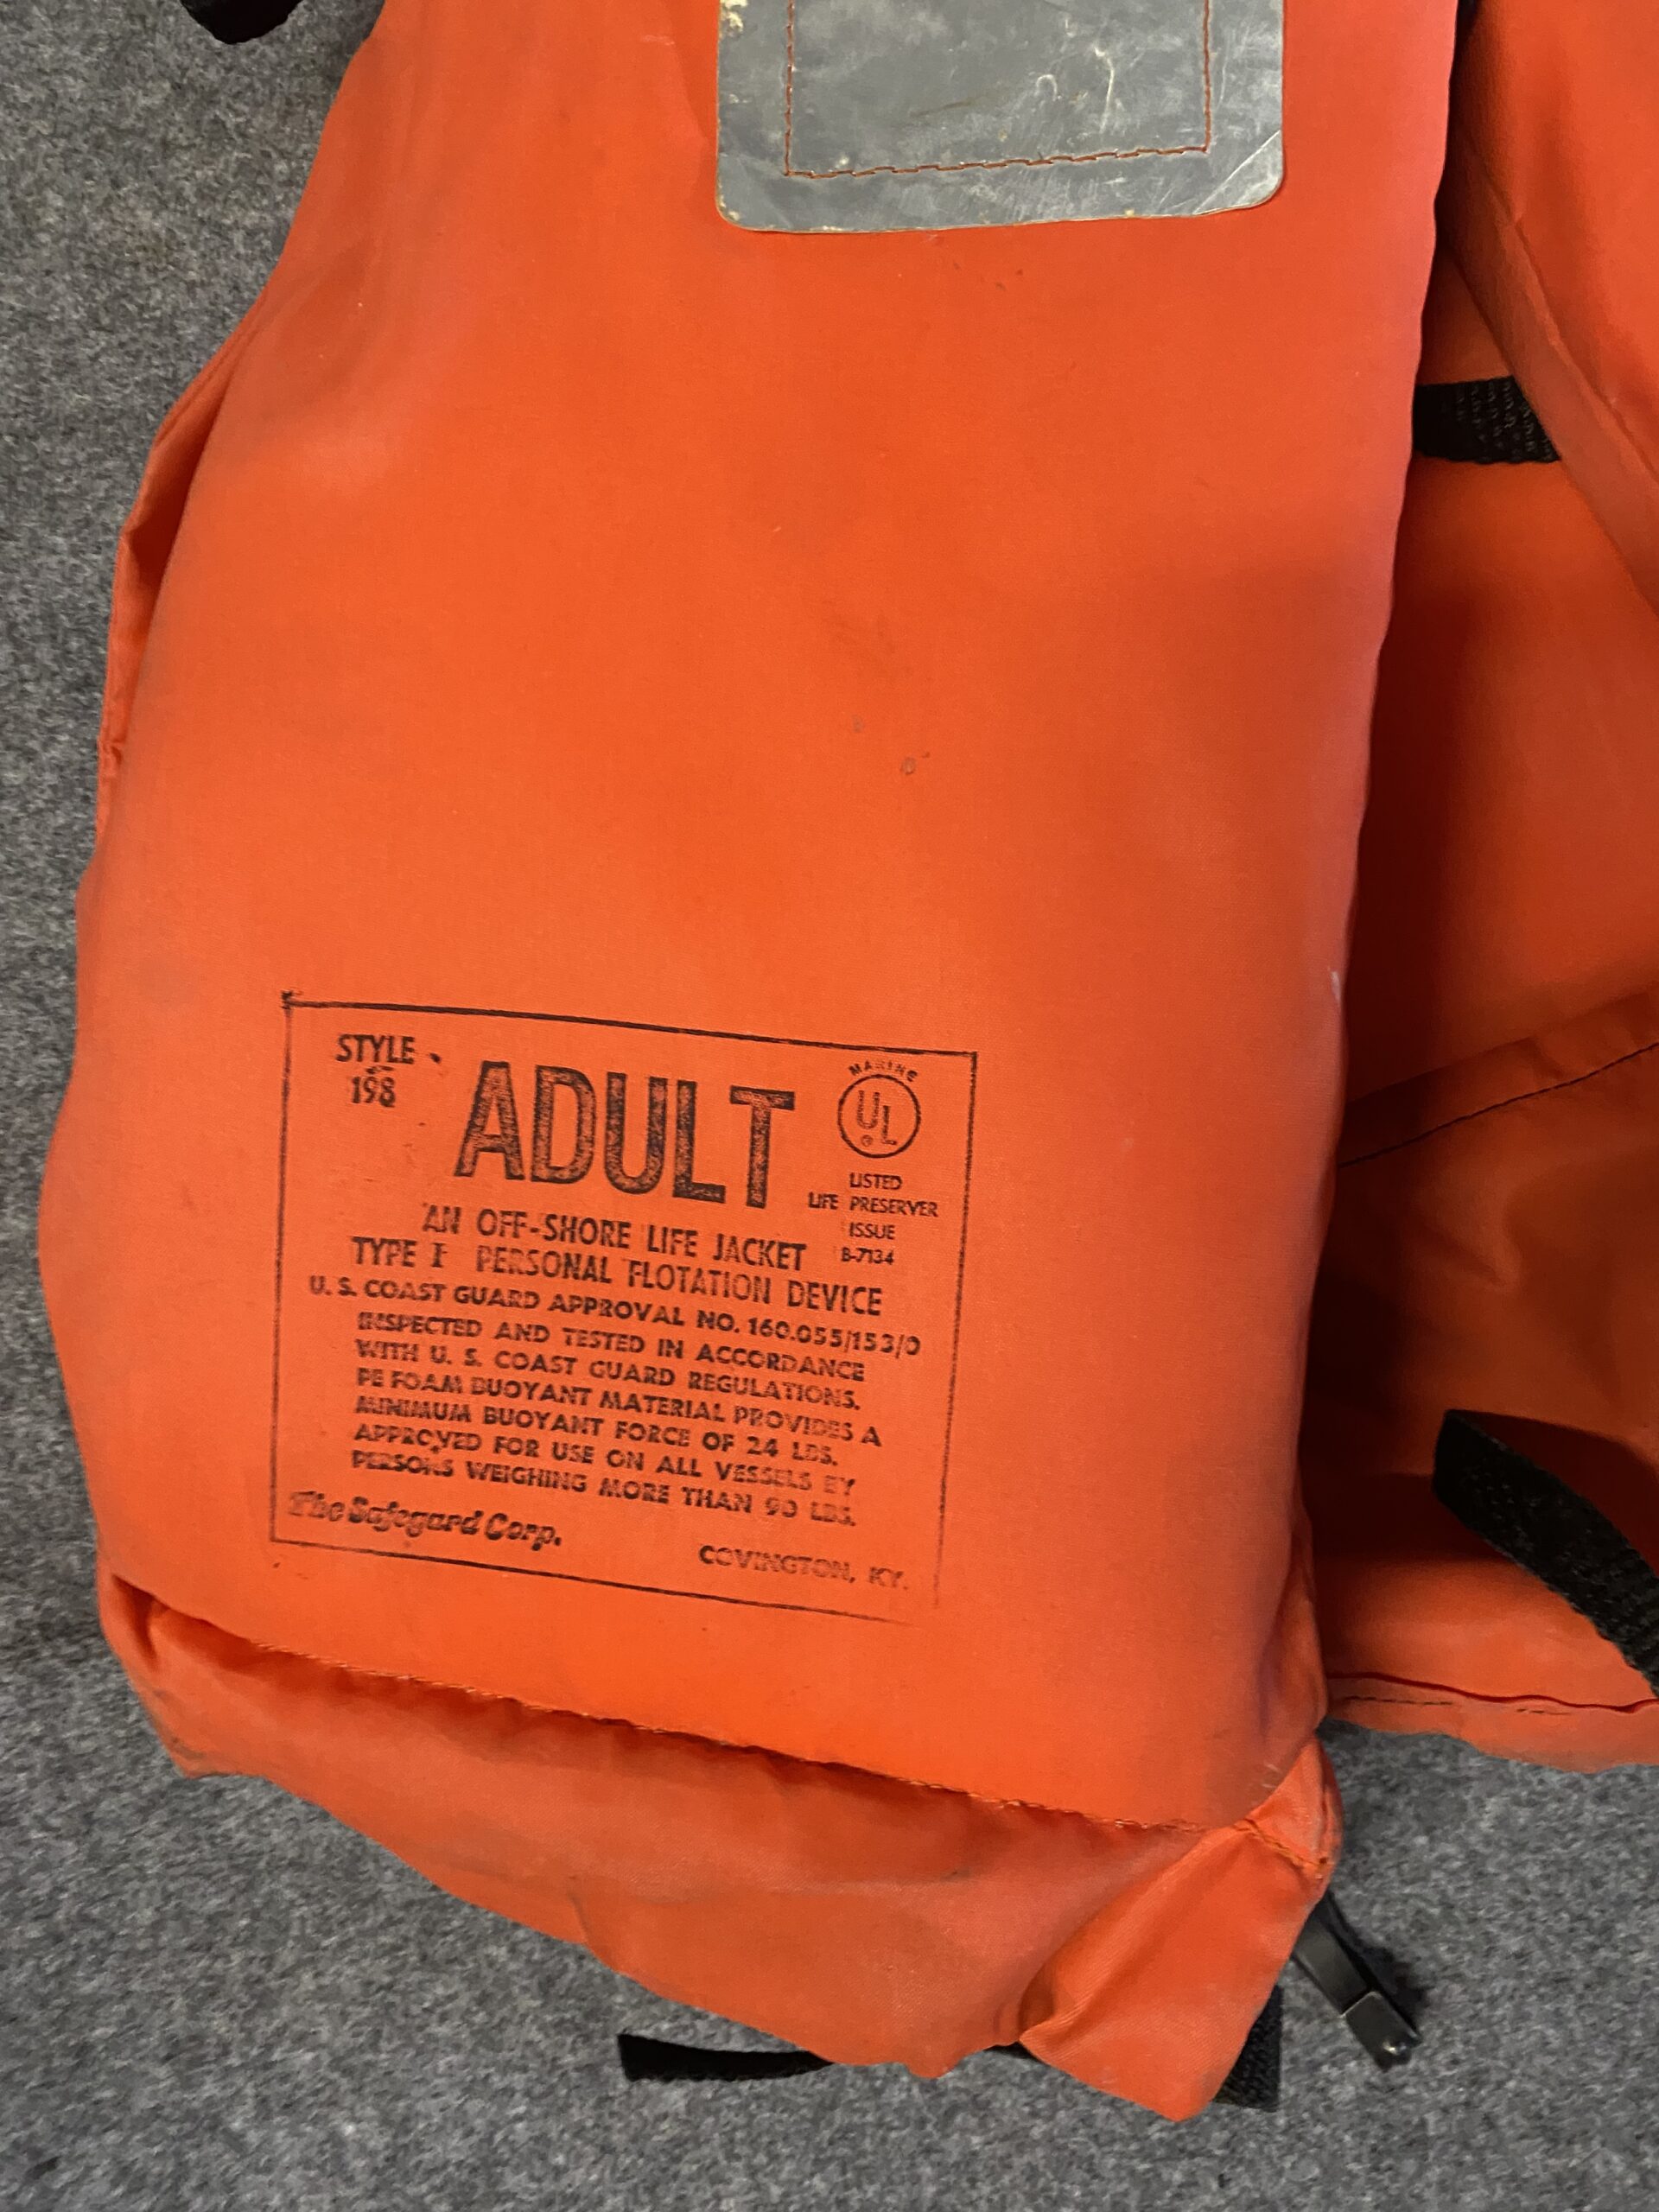 STYLE
198
ADULT
MARINE
UL
®
LISTED
LIFE PRESERVER
ISSUE
B-7134
AN OFF-SHORE LIFE JACKET
TYPE I PERSONAL FLOTATION DEVICE
U. S. COAST GUARD APPROVAL NO. 160.055/153/0
INSPECTED AND TESTED IN ACCORDANCE
WITH U. S. COAST GUARD REGULATIONS.
PE FOAM BUOYANT MATERIAL PROVIDES A
MINIMUM BUOYANT FORCE OF 24 LBS.
APPROVED FOR USE ON ALL VESSELS BY
PERSONS WEIGHING MORE THAN 90 LBS.
The Safegard Corp.
COVINGTON, KY.